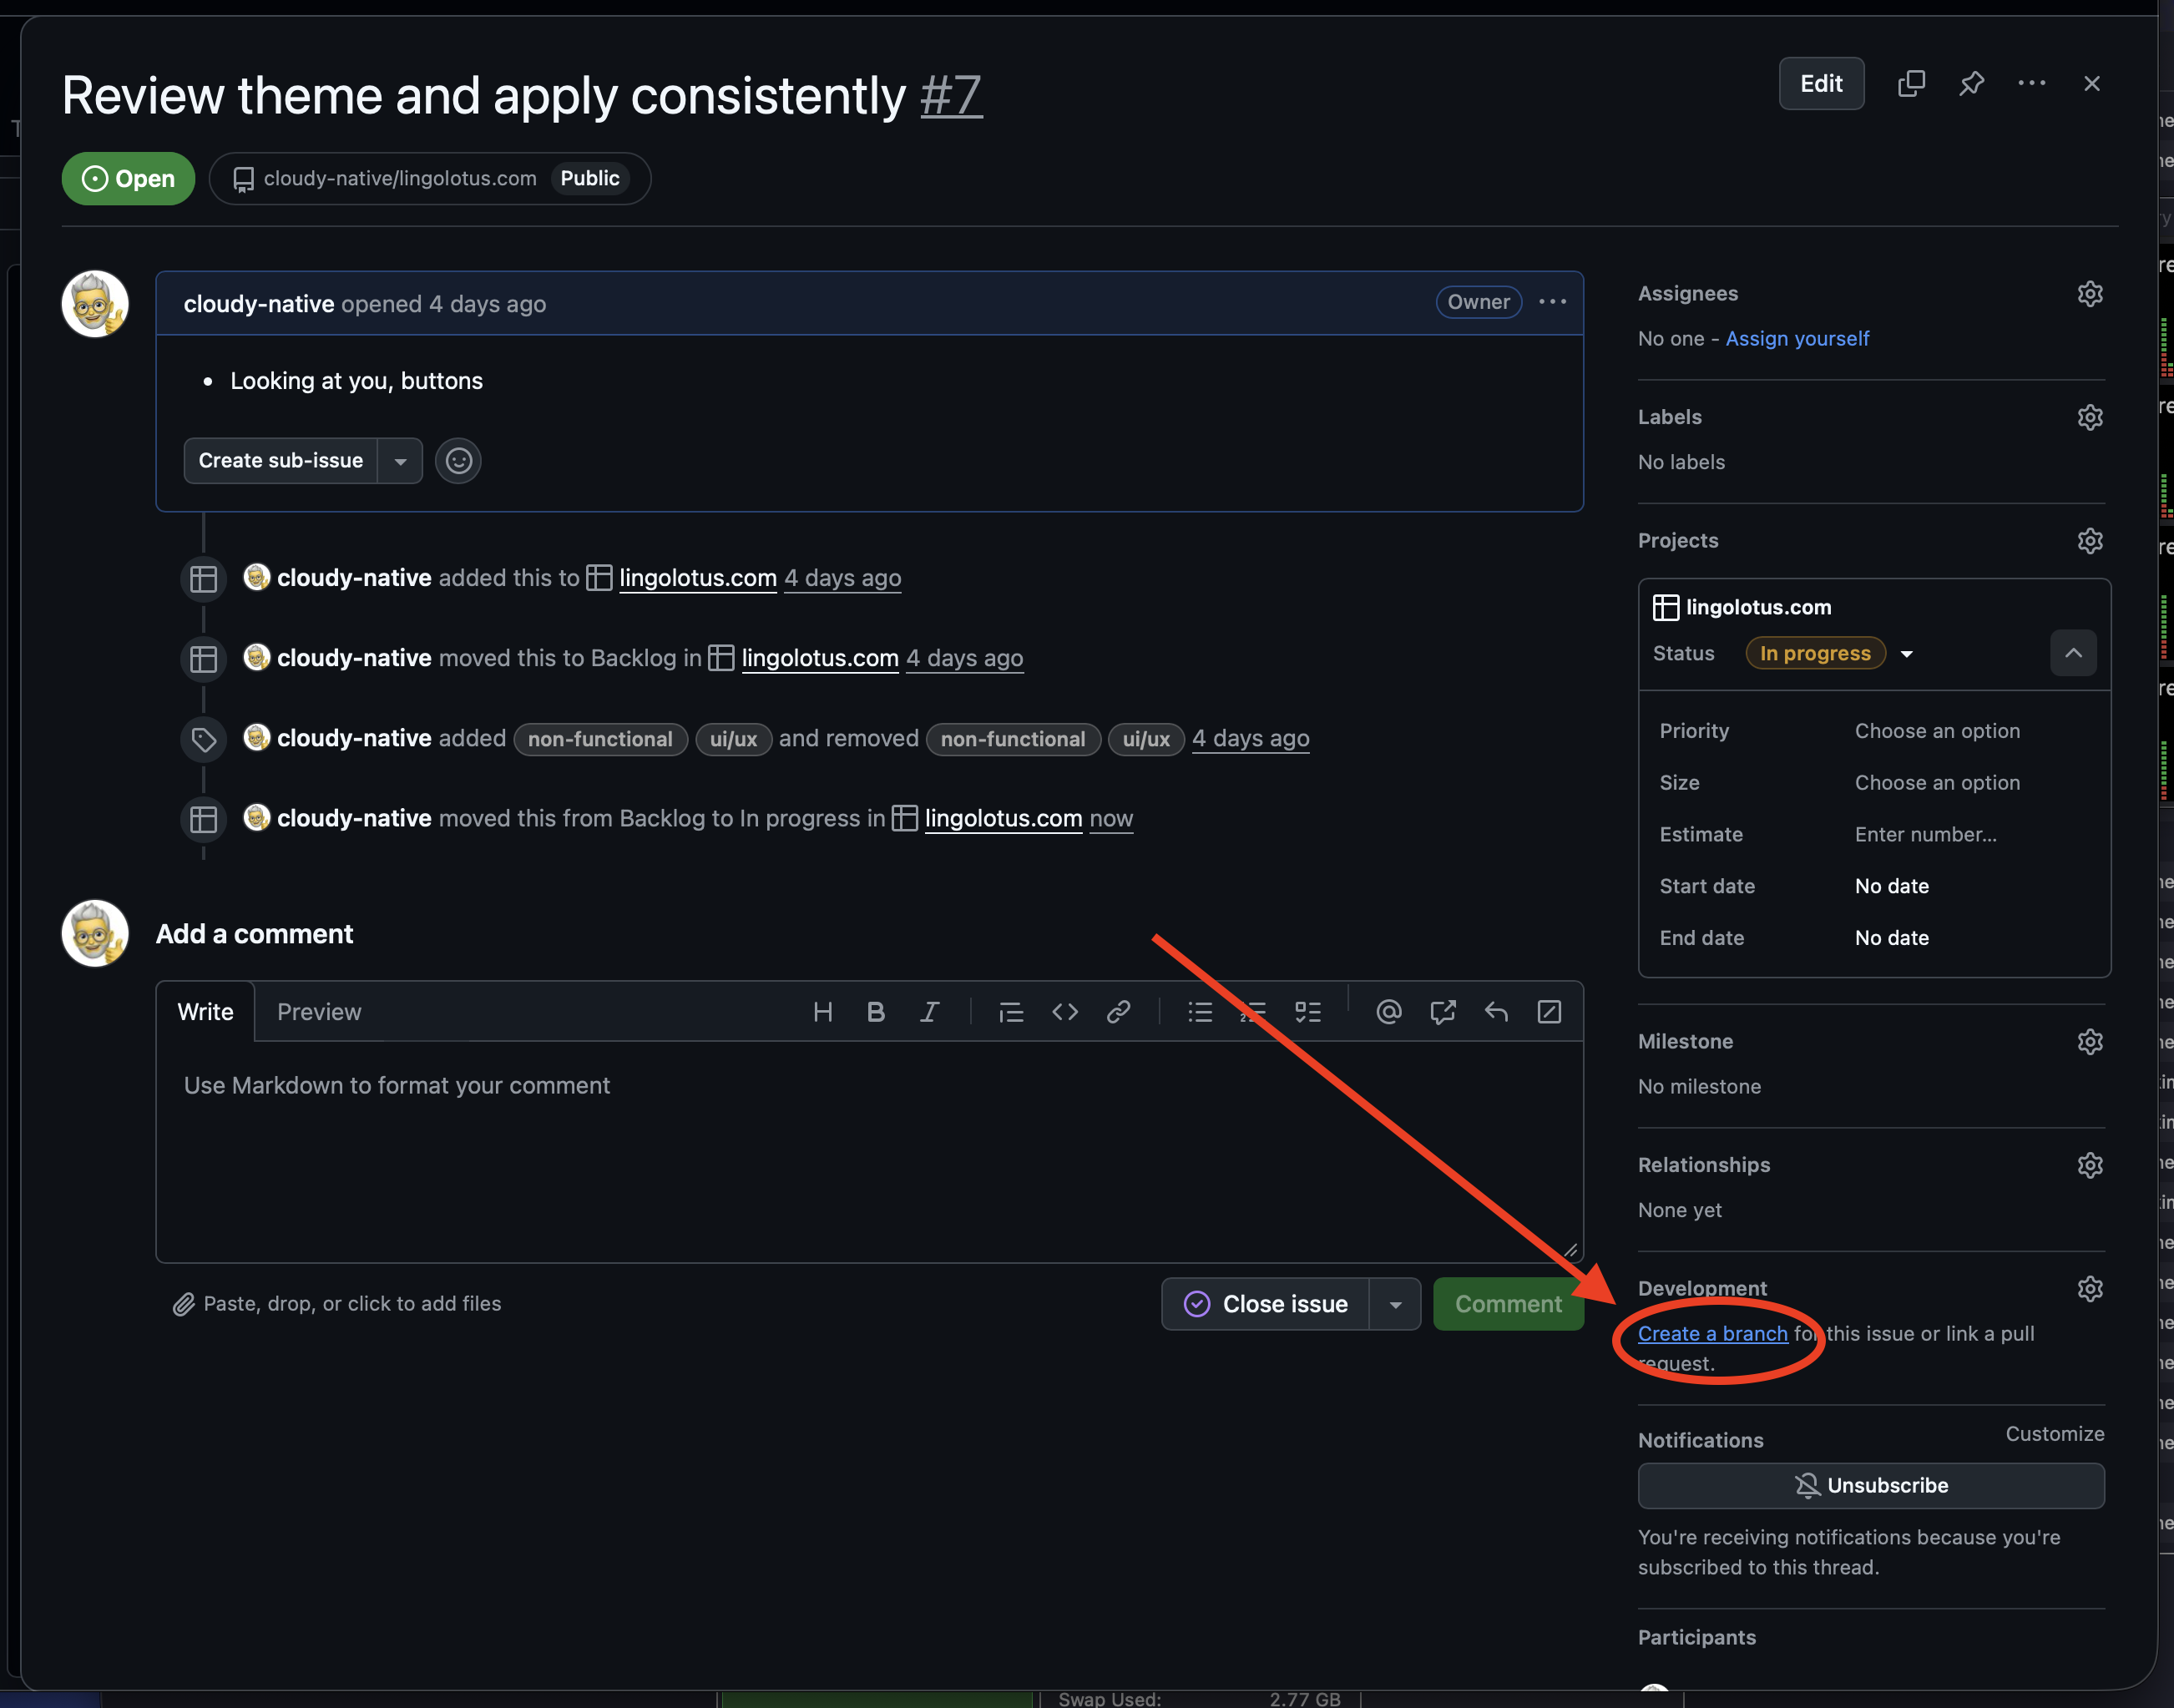 Review theme and apply consistently #7
Edit
Open
cloudy-native/lingolotus.com Public
cloudy-native opened 4 days ago
Owner
Looking at you, buttons
Create sub-issue
cloudy-native added this to lingolotus.com 4 days ago
cloudy-native moved this to Backlog in lingolotus.com 4 days ago
cloudy-native added non-functional ui/ux and removed non-functional ui/ux 4 days ago
cloudy-native moved this from Backlog to In progress in lingolotus.com now
Add a comment
Write Preview
Use Markdown to format your comment
Paste, drop, or click to add files
Close issue
Comment
Assignees
No one - Assign yourself
Labels
No labels
Projects
lingolotus.com
Status In progress
Priority Choose an option
Size Choose an option
Estimate Enter number...
Start date No date
End date No date
Milestone
No milestone
Relationships
None yet
Development
Create a branch for this issue or link a pull
request.
Notifications Customize
Unsubscribe
You're receiving notifications because you're
subscribed to this thread.
Participants
Swap Used: 2.77 GB